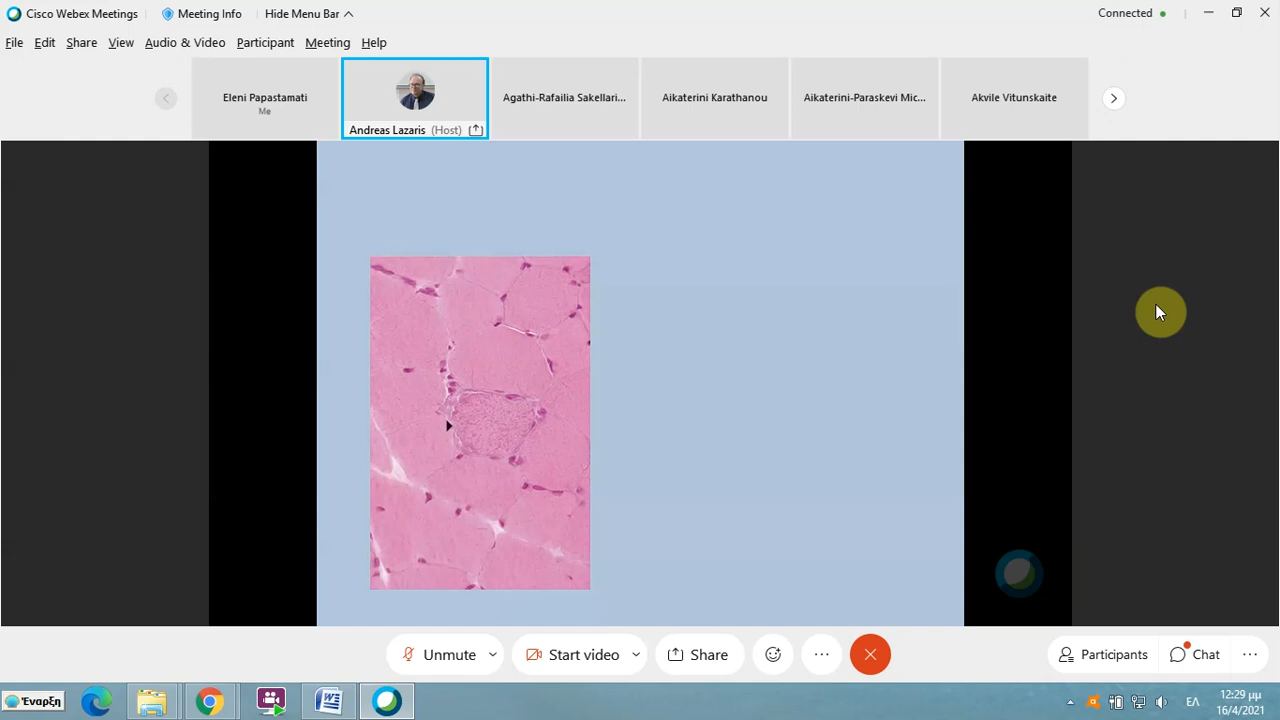 Cisco Webex Meetings
Meeting Info
Hide Menu Bar
Connected
File Edit Share View Audio & Video Participant Meeting Help
Eleni Papastamati
Me
Andreas Lazaris (Host)
Agathi-Rafailia Sakellari...
Aikaterini Karathanou
Aikaterini-Paraskevi Mic...
Akvile Vitunskaite
Unmute
Start video
Share
Participants
Chat
Έναρξη
ΕΛ
12:29 μμ
16/4/2021